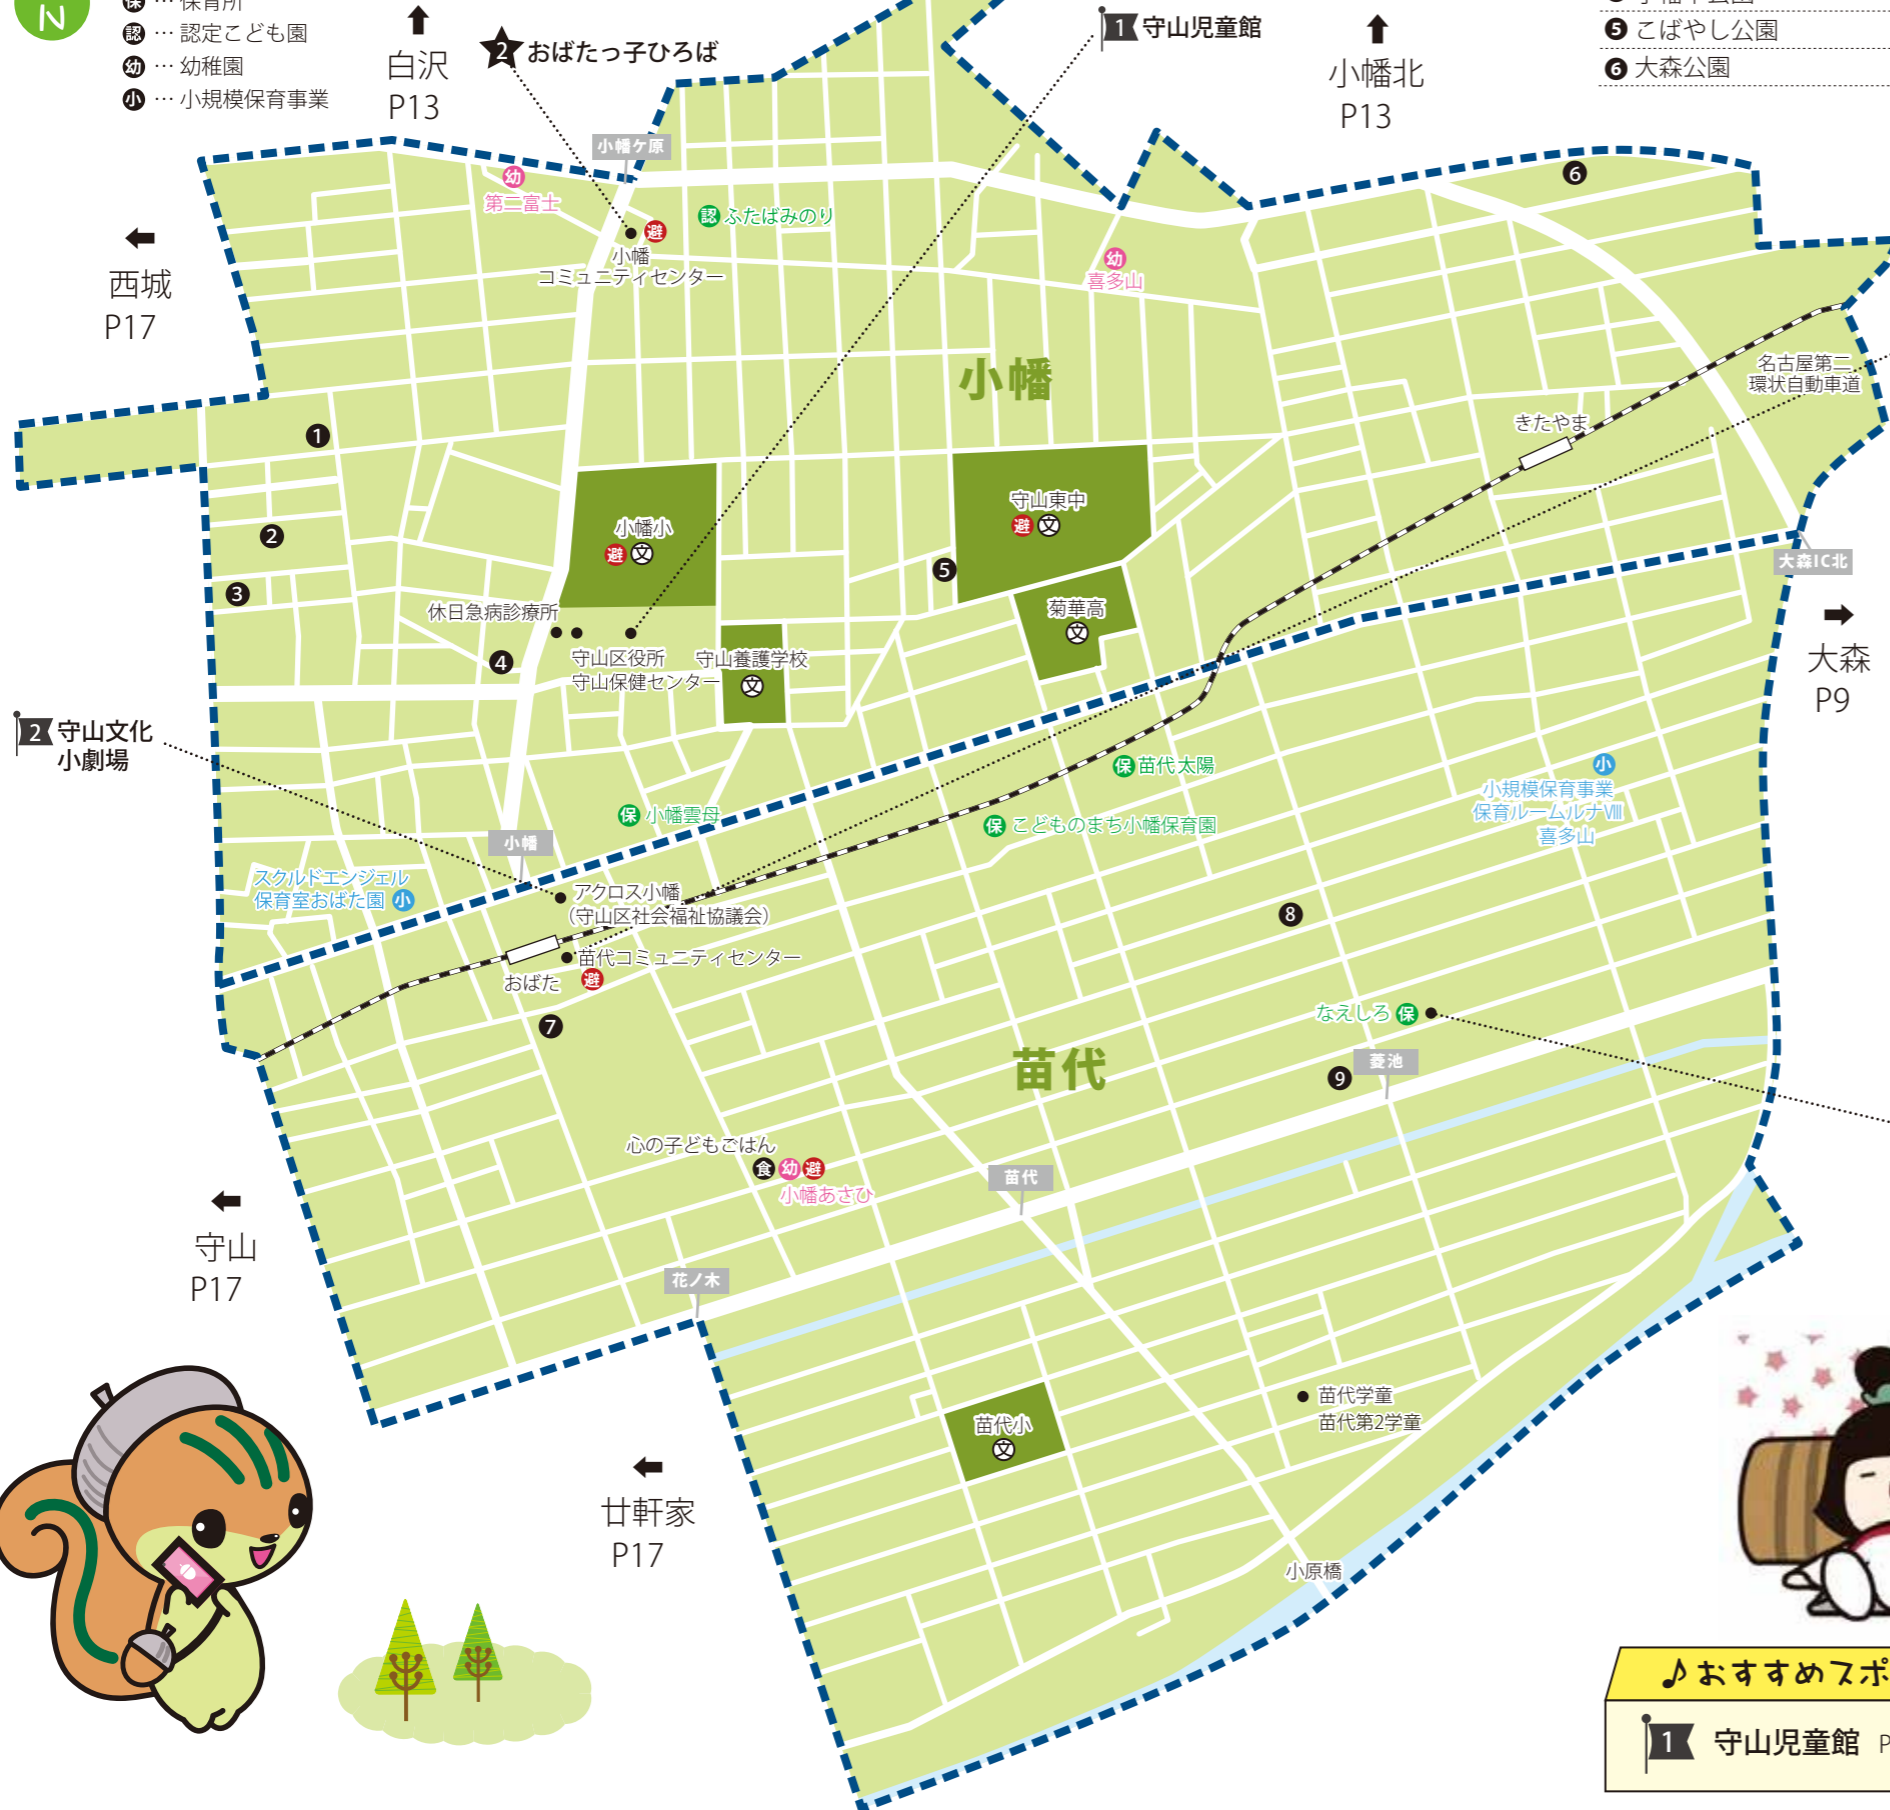 N
保 … 保育所
認 … 認定こども園
幼 … 幼稚園
小 … 小規模保育事業
白沢
P13
2 おばたっ子ひろば
1 守山児童館
小幡北
P13
5 こばやし公園
6 大森公園
小幡ケ原
幼
第二富士
認 ふたばみのり
避
小幡
コミュニティセンター
幼
喜多山
6
西城
P17
小幡
名古屋第二
環状自動車道
きたやま
1
2
3
小幡小
避 文
守山東中
避 文
5
大森IC北
菊華高
文
休日急病診療所
4
守山区役所
守山保健センター
守山養護学校
文
大森
P9
2 守山文化
小劇場
保 苗代太陽
小
小規模保育事業
保育ルームルナⅧ
喜多山
保 小幡雲母
保 こどものまち小幡保育園
小幡
スクルドエンジェル
保育室おばた園 小
アクロス小幡
（守山区社会福祉協議会）
8
苗代コミュニティセンター
おばた
避
7
なえしろ 保
苗代
菱池
9
心の子どもごはん
食 幼 避
小幡あさひ
苗代
守山
P17
花ノ木
苗代学童
苗代第2学童
苗代小
文
廿軒家
P17
小原橋
♪おすすめスポ
1 守山児童館 P